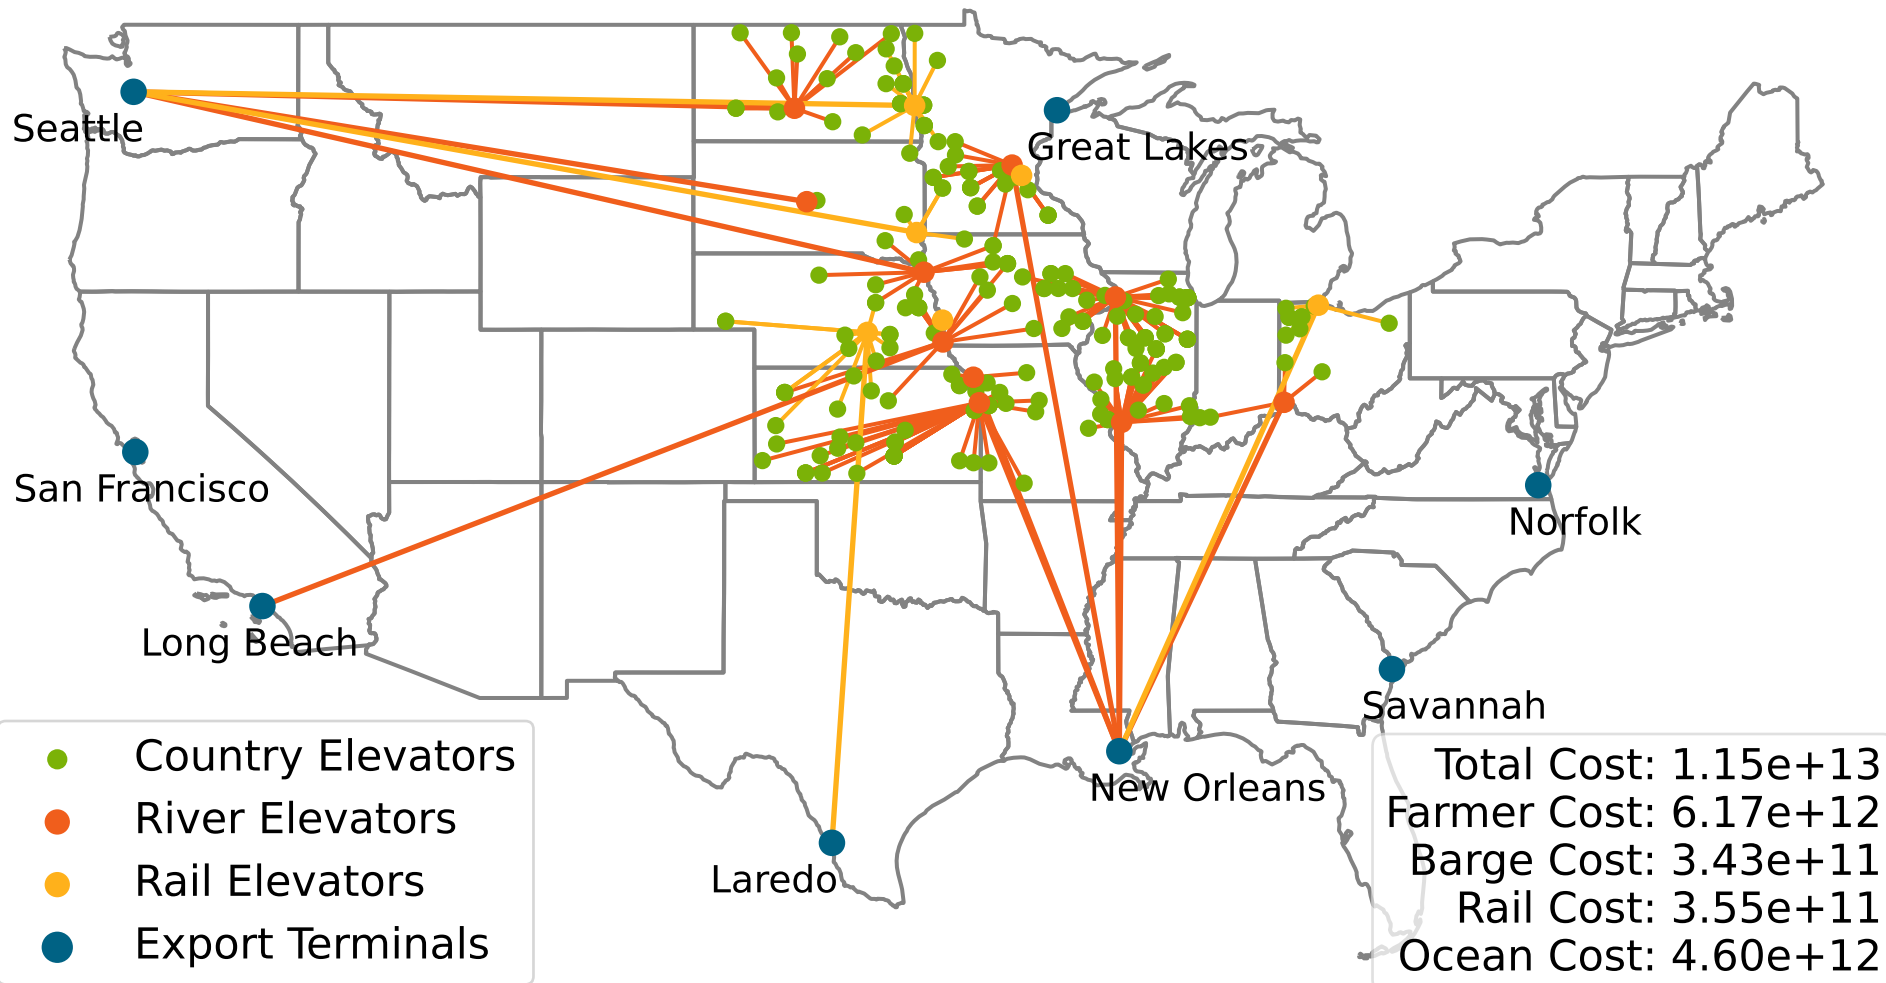 Seattle
Great Lakes
San Francisco
Norfolk
Long Beach
Savannah
New Orleans
Laredo
Country Elevators
River Elevators
Rail Elevators
Export Terminals
Total Cost: 1.15e+13
Farmer Cost: 6.17e+12
Barge Cost: 3.43e+11
Rail Cost: 3.55e+11
Ocean Cost: 4.60e+12